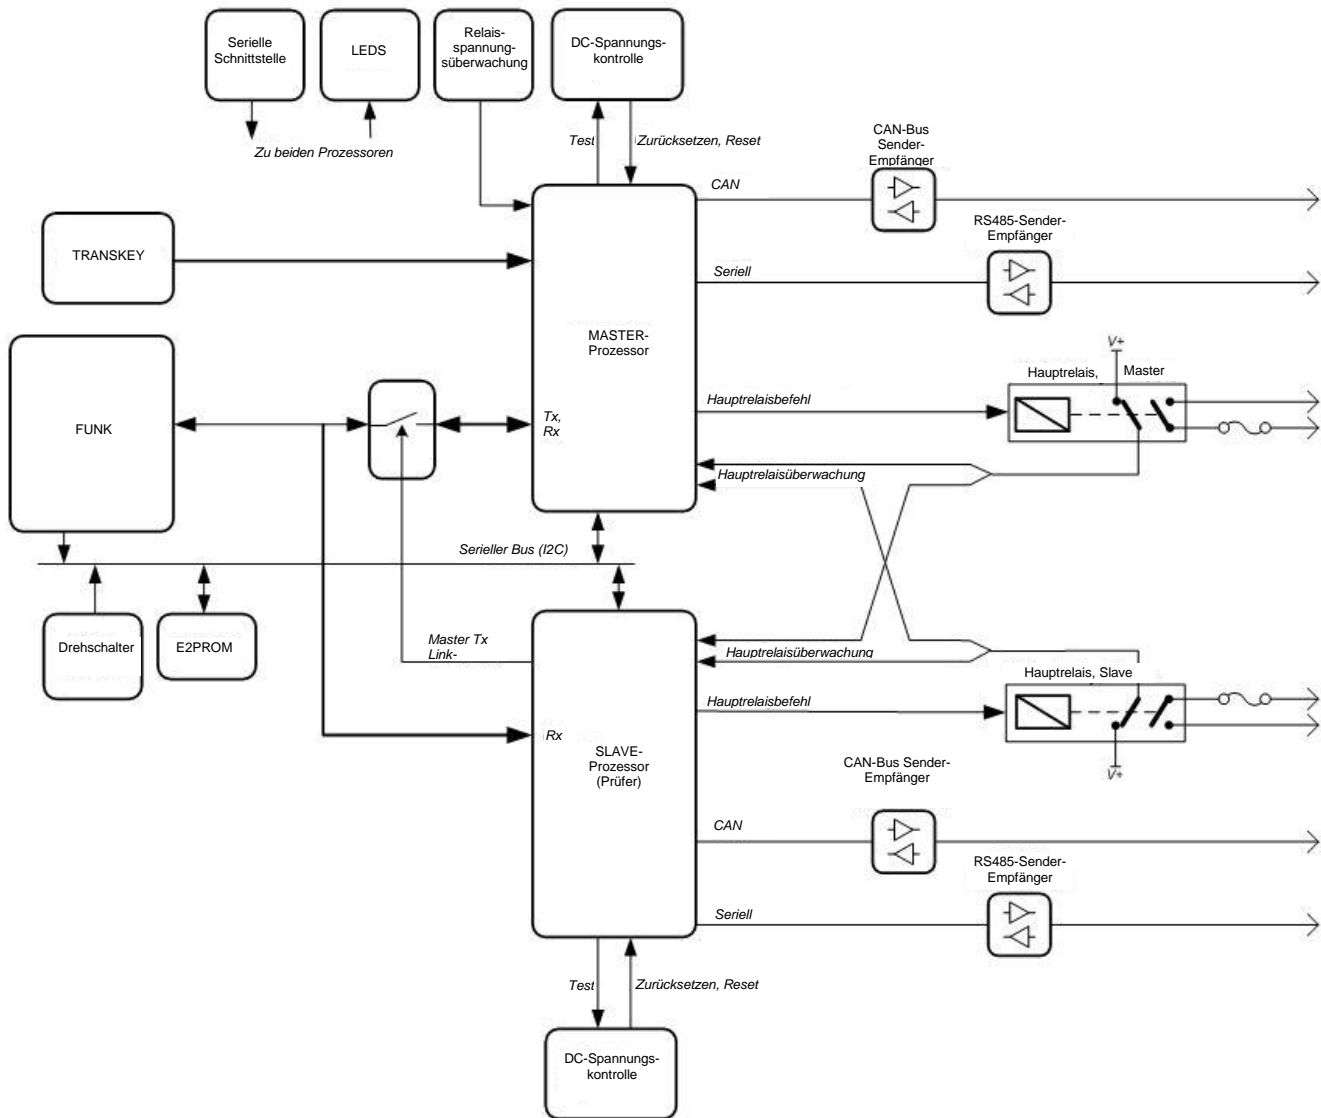 Serielle
Schnittstelle
LEDS
Relais-
spannung-
süberwachung
DC-Spannungs-
kontrolle
Zu beiden Prozessoren
Test
Zurücksetzen, Reset
CAN-Bus
Sender-
Empfänger
CAN
TRANSKEY
RS485-Sender-
Empfänger
Seriell
MASTER-
Prozessor
V+
Hauptrelais, Master
Hauptrelaisbefehl
FUNK
Tx,
Rx
Hauptrelaisüberwachung
Serieller Bus (I2C)
Drehschalter
E2PROM
Master Tx
Link-
Hauptrelaisüberwachung
Hauptrelais, Slave
Hauptrelaisbefehl
Rx
SLAVE-
Prozessor
(Prüfer)
V+
CAN-Bus Sender-
Empfänger
CAN
RS485-Sender-
Empfänger
Seriell
Test
Zurücksetzen, Reset
DC-Spannungs-
kontrolle